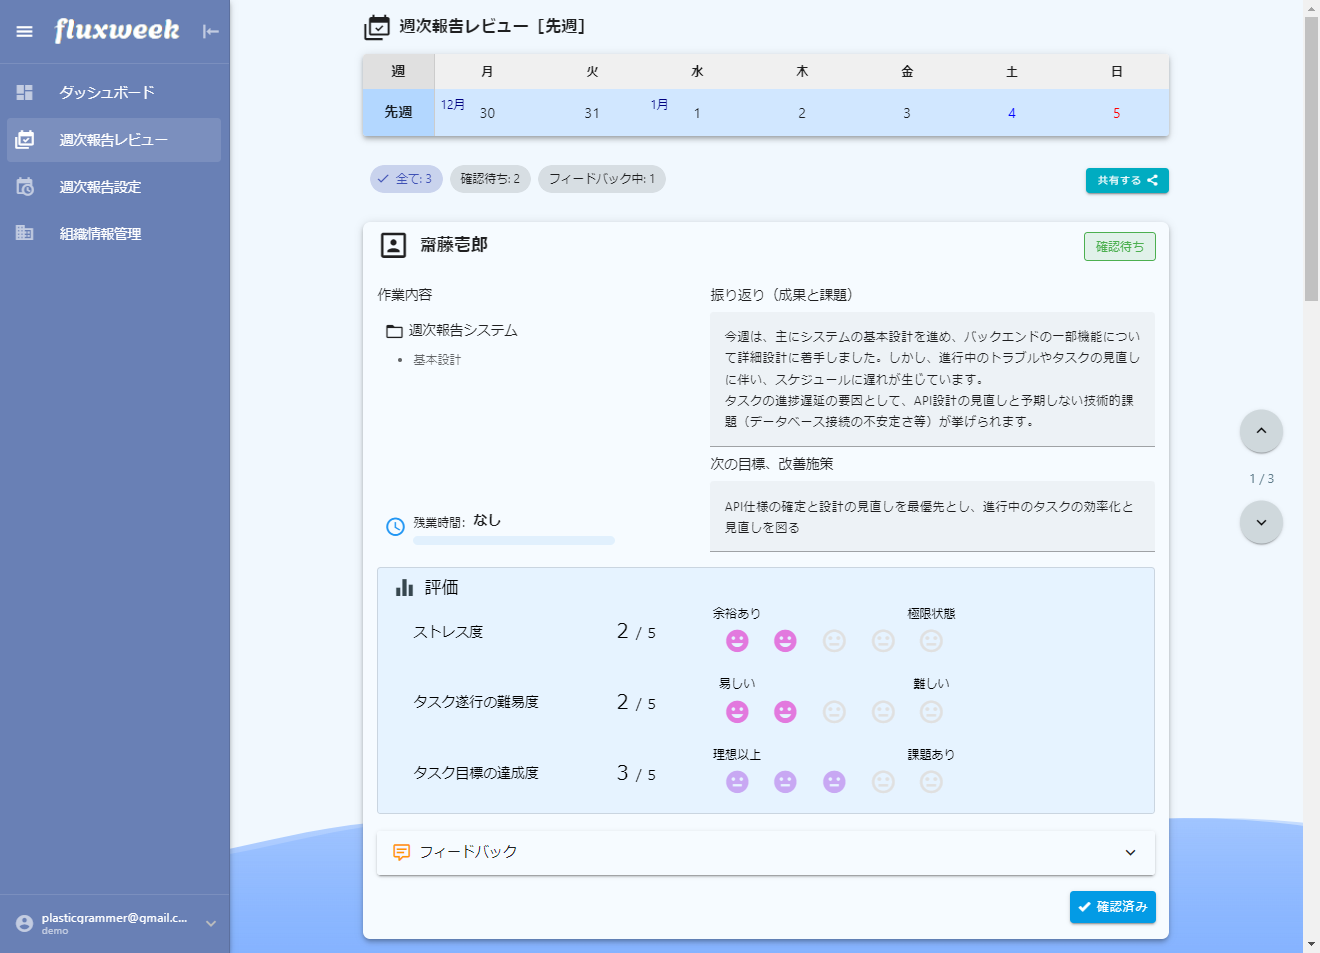 fluxweek
ダッシュボード
週次報告レビュー
週次報告設定
組織情報管理
plasticgrammer@gmail.c...
demo
週次報告レビュー［先週］
週 月 火 水 木 金 土 日
先週 12月 30 31 1月 1 2 3 4 5
全て: 3 確認待ち: 2 フィードバック中: 1
共有する
齋藤壱郎
確認待ち
作業内容
週次報告システム
• 基本設計
残業時間: なし
振り返り（成果と課題）
今週は、主にシステムの基本設計を進め、バックエンドの一部機能につい
て詳細設計に着手しました。しかし、進行中のトラブルやタスクの見直し
に伴い、スケジュールに遅れが生じています。
タスクの進捗遅延の要因として、API設計の見直しと予期しない技術的課
題（データベース接続の不安定さ等）が挙げられます。
次の目標、改善施策
API仕様の確定と設計の見直しを最優先とし、進行中のタスクの効率化と
見直しを図る
1 / 3
評価
余裕あり 極限状態
ストレス度 2 / 5
易しい 難しい
タスク遂行の難易度 2 / 5
理想以上 課題あり
タスク目標の達成度 3 / 5
フィードバック
確認済み